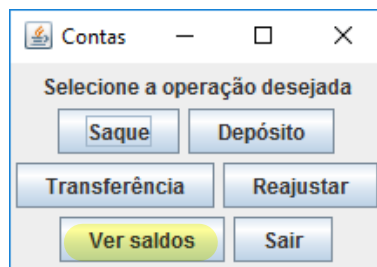 Contas
Selecione a operação desejada
Saque Depósito
Transferência Reajustar
Ver saldos Sair